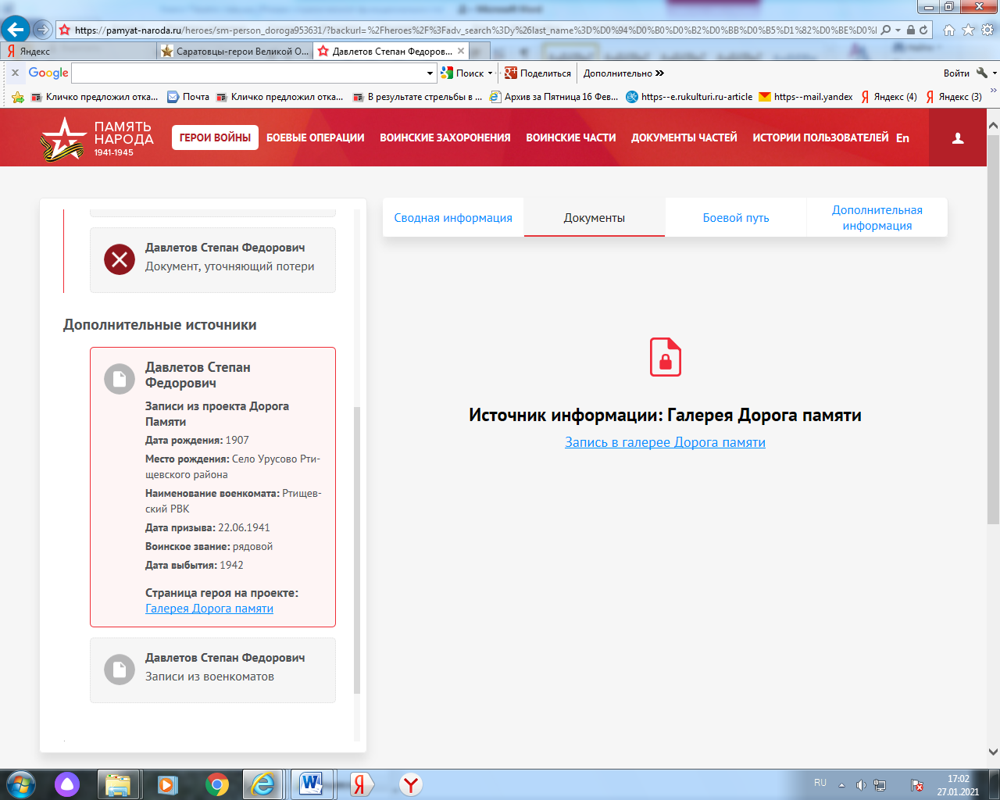 Microsoft Word
https://pamyat-naroda.ru/heroes/sm-person_doroga953631/?backurl=%2Fheroes%2F%3Fadv_search%3Dy%26last_name%3D%D0%94%D0%B0%D0%B2%D0%BB%D0%B5%D1%82%D0%BE%D0%
Яндекс
Саратовцы-герои Великой О...
Давлетов Степан Федоров...
Google
Поиск
Поделиться
Дополнительно
Войти
Кличко предложил отка...
Почта
Кличко предложил отка...
В результате стрельбы в ...
Архив за Пятница 16 Фев...
https--e.rukulturi.ru-article
https--mail.yandex
Яндекс (4)
Яндекс (3)
ПАМЯТЬ
НАРОДА
1941-1945
ГЕРОИ ВОЙНЫ
БОЕВЫЕ ОПЕРАЦИИ
ВОИНСКИЕ ЗАХОРОНЕНИЯ
ВОИНСКИЕ ЧАСТИ
ДОКУМЕНТЫ ЧАСТЕЙ
ИСТОРИИ ПОЛЬЗОВАТЕЛЕЙ
En
Давлетов Степан Федорович
Документ, уточняющий потери
Дополнительные источники
Давлетов Степан
Федорович
Записи из проекта Дорога
Памяти
Дата рождения: 1907
Место рождения: Село Урусово Рти-
щевского района
Наименование военкомата: Ртищев-
ский РВК
Дата призыва: 22.06.1941
Воинское звание: рядовой
Дата выбытия: 1942
Страница героя на проекте:
Галерея Дорога памяти
Давлетов Степан Федорович
Записи из военкоматов
Сводная информация
Документы
Боевой путь
Дополнительная
информация
Источник информации: Галерея Дорога памяти
Запись в галерее Дорога памяти
RU
17:02
27.01.2021